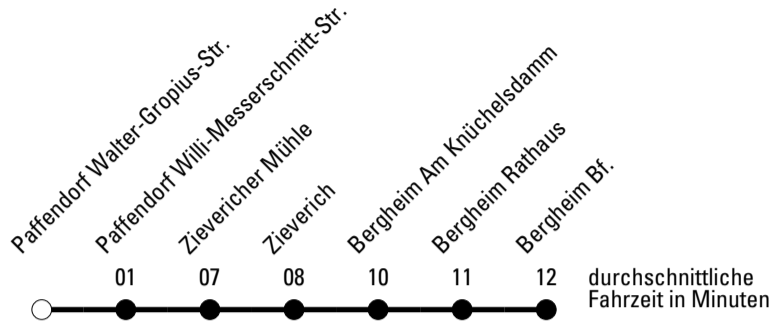 Paffendorf Walter-Gropius-Str.
Paffendorf Willi-Messerschmitt-Str.
Zievericher Mühle
Zieverich
Bergheim Am Knüchelsdamm
Bergheim Rathaus
Bergheim Bf.
01 07 08 10 11 12
durchschnittliche
Fahrzeit in Minuten